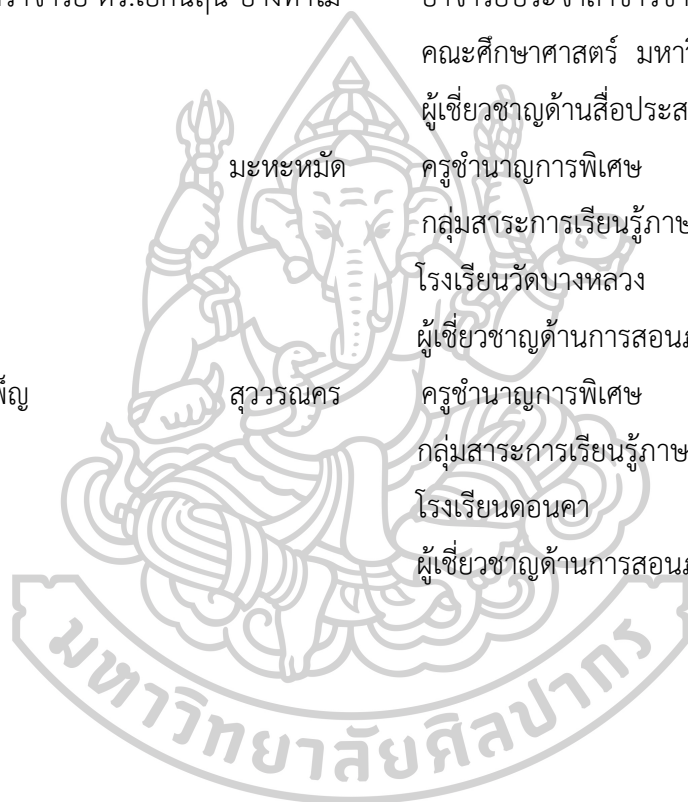 คณะศึกษาศาสตร์
ผู้เชี่ยวชาญด้านสื่อประส
มะหะหมัด ครูชำนาญการพิเศษ
กลุ่มสาระการเรียนรู้ภาษ
โรงเรียนวัดบางหลวง
ผู้เชี่ยวชาญด้านการสอน
สุวรรณคร ครูชำนาญการพิเศษ
กลุ่มสาระการเรียนรู้ภาษ
โรงเรียนดอนคา
ผู้เชี่ยวชาญด้านการสอน
มหาวิทยาลัยศิลปากร